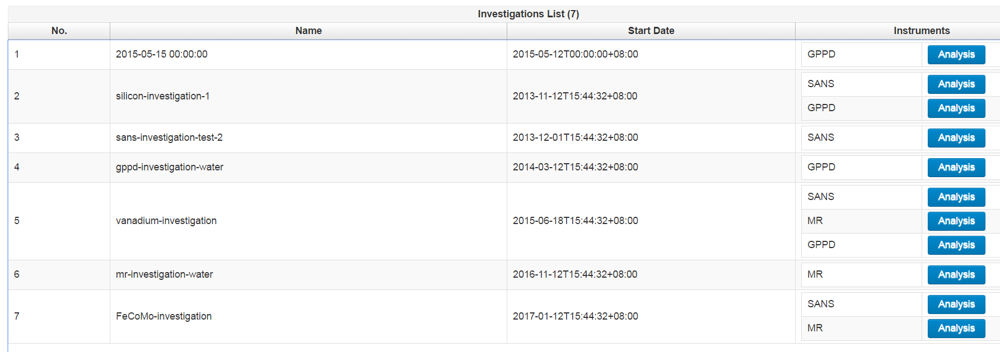 Investigations List (7)
No. Name Start Date Instruments
1 2015-05-15 00:00:00 2015-05-12T00:00:00+08:00 GPPD Analysis
2 silicon-investigation-1 2013-11-12T15:44:32+08:00 SANS Analysis
GPPD Analysis
3 sans-investigation-test-2 2013-12-01T15:44:32+08:00 SANS Analysis
4 gppd-investigation-water 2014-03-12T15:44:32+08:00 GPPD Analysis
5 vanadium-investigation 2015-06-18T15:44:32+08:00 SANS Analysis
MR Analysis
GPPD Analysis
6 mr-investigation-water 2016-11-12T15:44:32+08:00 MR Analysis
7 FeCoMo-investigation 2017-01-12T15:44:32+08:00 SANS Analysis
MR Analysis